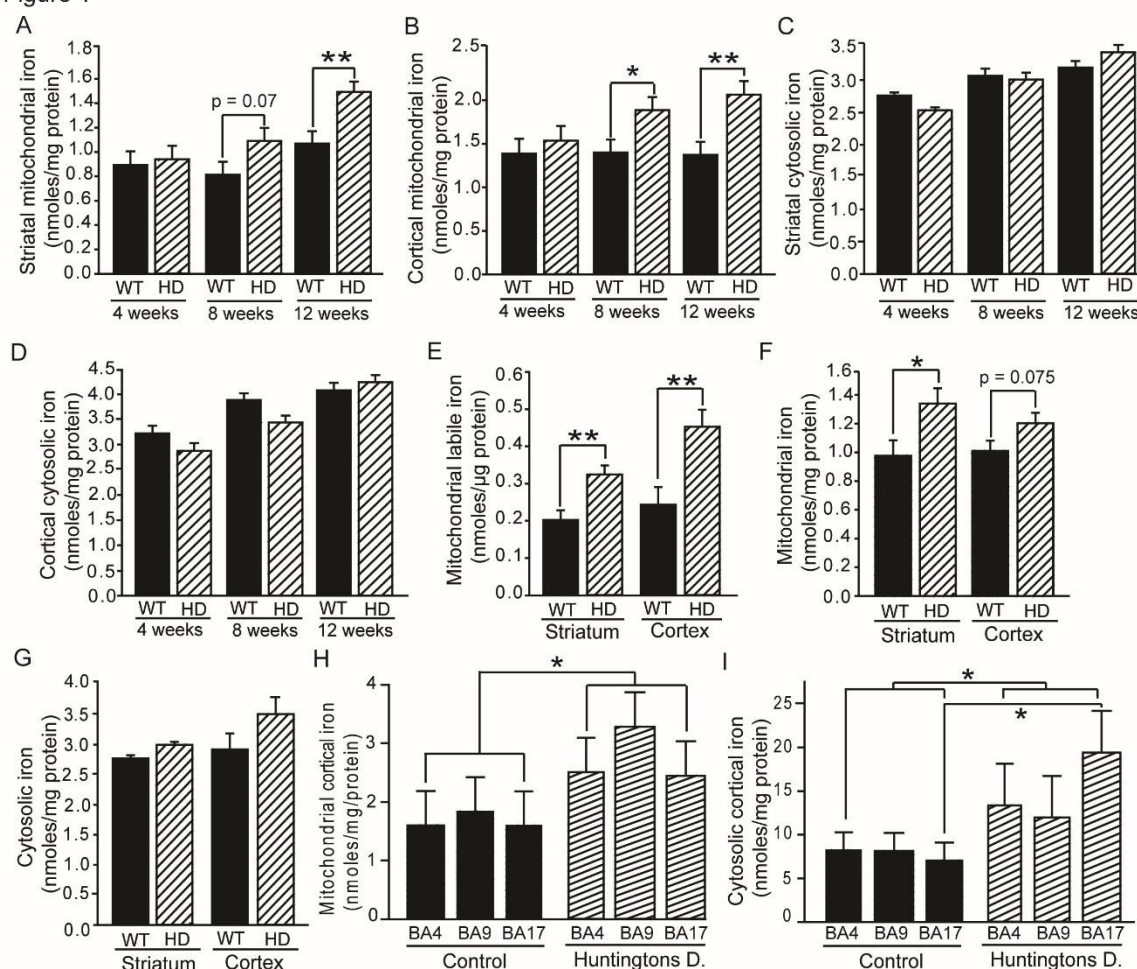 Figure
A
Striatal mitochondrial iron
(nmoles/mg protein)
1.8
1.6
1.4
1.2
1.0
0.8
0.6
0.4
0.2
0.0
p = 0.07
**
WT HD WT HD WT HD
4 weeks 8 weeks 12 weeks
B
Cortical mitochondrial iron
(nmoles/mg protein)
2.5
2.0
1.5
1.0
0.5
0.0
*
**
WT HD WT HD WT HD
4 weeks 8 weeks 12 weeks
C
Striatal cytosolic iron
(nmoles/mg protein)
3.5
3.0
2.5
2.0
1.5
1.0
0.5
0.0
WT HD WT HD WT HD
4 weeks 8 weeks 12 weeks
D
Cortical cytosolic iron
(nmoles/mg protein)
4.5
4.0
3.5
3.0
2.5
2.0
1.5
1.0
0.5
0.0
WT HD WT HD WT HD
4 weeks 8 weeks 12 weeks
E
Mitochondrial labile iron
(nmoles/µg protein)
0.6
0.4
0.3
0.2
0.1
0.0
**
**
WT HD WT HD
Striatum Cortex
F
Mitochondrial iron
(nmoles/mg protein)
1.6
1.4
1.2
1.0
0.8
0.6
0.4
0.2
0.0
*
p = 0.075
WT HD WT HD
Striatum Cortex
G
Cytosolic iron
(nmoles/mg protein)
4.0
3.5
3.0
2.5
2.0
1.5
1.0
0.5
0.0
WT HD WT HD
Striatum Cortex
H
Mitochondrial cortical iron
(nmoles/mg/protein)
4
3
2
1
0
*
BA4 BA9 BA17 BA4 BA9 BA17
Control Huntingtons D.
I
Cytosolic cortical iron
(nmoles/mg protein)
25
20
15
10
5
0
*
*
BA4 BA9 BA17 BA4 BA9 BA17
Control Huntingtons D.